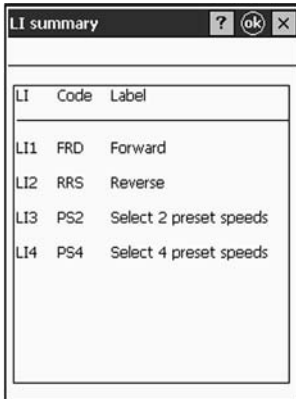 LI summary ? ok ×
LI Code Label
LI1 FRD Forward
LI2 RRS Reverse
LI3 PS2 Select 2 preset speeds
LI4 PS4 Select 4 preset speeds